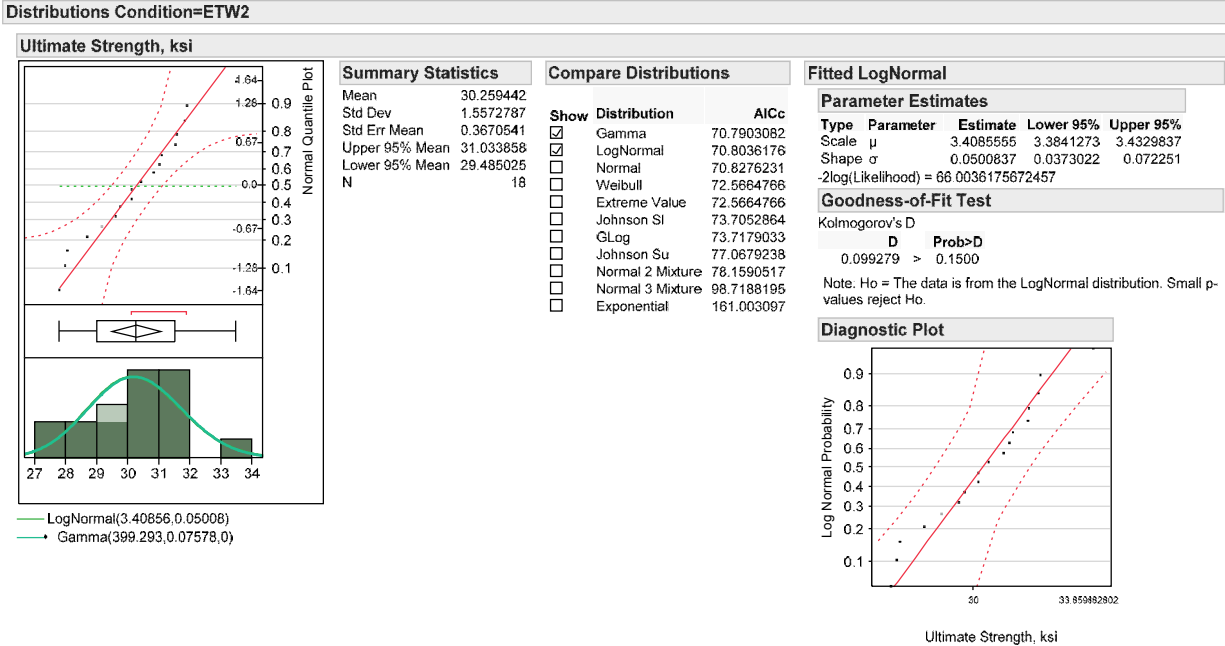 Distributions Condition=ETW2
Ultimate Strength, ksi
1.64
1.28 0.9
0.8
0.67
0.7
0.6
0.0 0.5
0.4
0.3
-0.67
0.2
-1.28 0.1
-1.64
Normal Quantile Plot
27 28 29 30 31 32 33 34
LogNormal(3.40856,0.05008)
Gamma(399.293,0.07578,0)
Summary Statistics
Mean 30.259442
Std Dev 1.5572787
Std Err Mean 0.3670541
Upper 95% Mean 31.033858
Lower 95% Mean 29.485025
N 18
Compare Distributions
Show Distribution AICc
Gamma 70.7903082
LogNormal 70.8036176
Normal 70.8276231
Weibull 72.5664766
Extreme Value 72.5664766
Johnson Sl 73.7052864
GLog 73.7179033
Johnson Su 77.0679238
Normal 2 Mixture 78.1590517
Normal 3 Mixture 98.7188195
Exponential 161.003097
Fitted LogNormal
Parameter Estimates
Type Parameter Estimate Lower 95% Upper 95%
Scale μ 3.4085555 3.3841273 3.4329837
Shape σ 0.0500837 0.0373022 0.072251
-2log(Likelihood) = 66.0036175672457
Goodness-of-Fit Test
Kolmogorov's D
D Prob>D
0.099279 > 0.1500
Note: Ho = The data is from the LogNormal distribution. Small p-
values reject Ho.
Diagnostic Plot
0.9
0.8
0.7
0.6
0.5
0.4
0.3
0.2
0.1
Log Normal Probability
30
Ultimate Strength, ksi